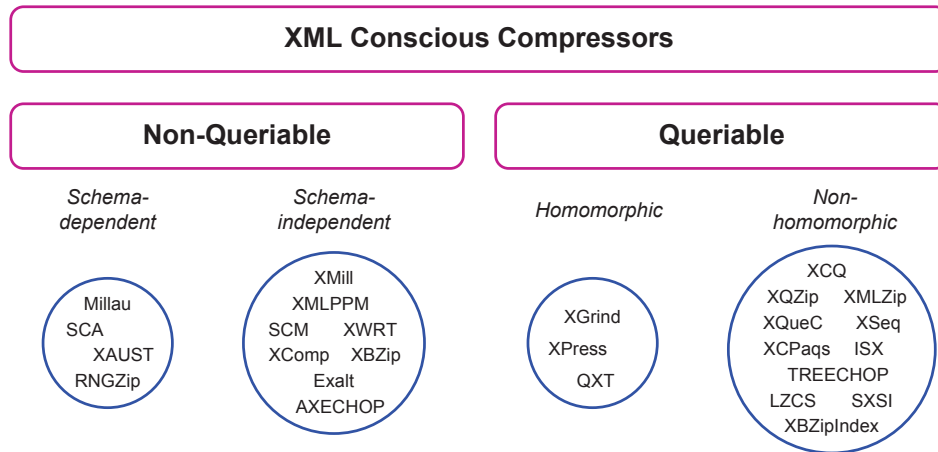 XML Conscious Compressors
Non-Queriable
Queriable
Schema-
dependent
Schema-
independent
Homomorphic
Non-
homomorphic
Millau
SCA
XAUST
RNGZip
XMill
XMLPPM
SCM XWRT
XComp XBZip
Exalt
AXECHOP
XGrind
XPress
QXT
XCQ
XQZip XMLZip
XQueC XSeq
XCPaqs ISX
TREECHOP
LZCS SXSI
XBZipIndex